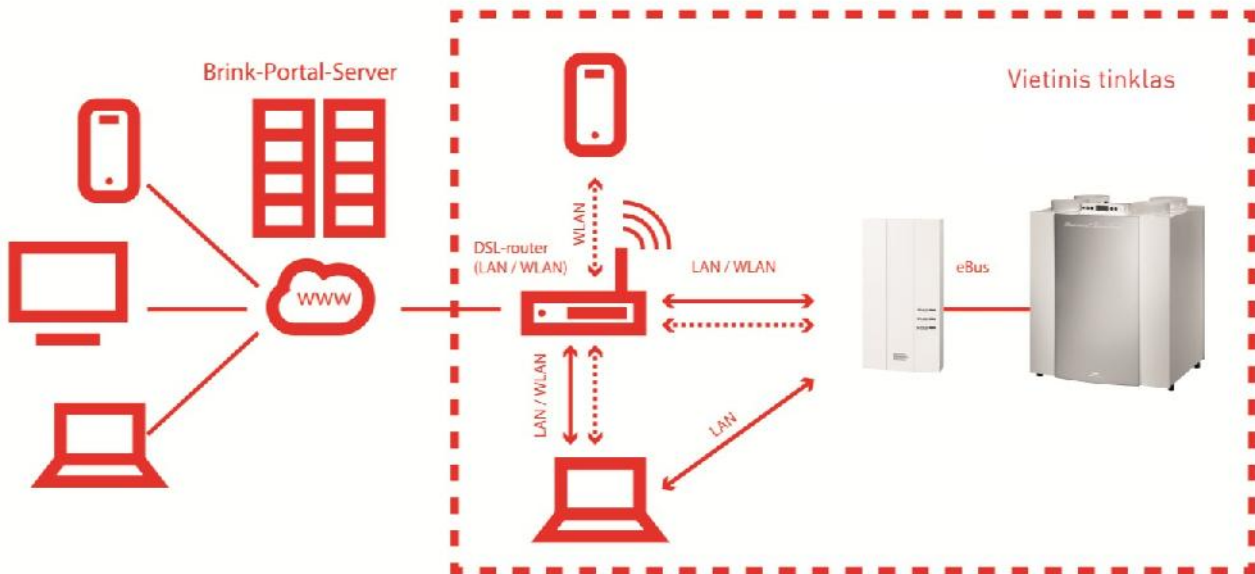 Brink-Portal-Server
Vietinis tinklas
WLAN
DSL-router
(LAN / WLAN)
LAN / WLAN
eBus
www
LAN / WLAN
LAN